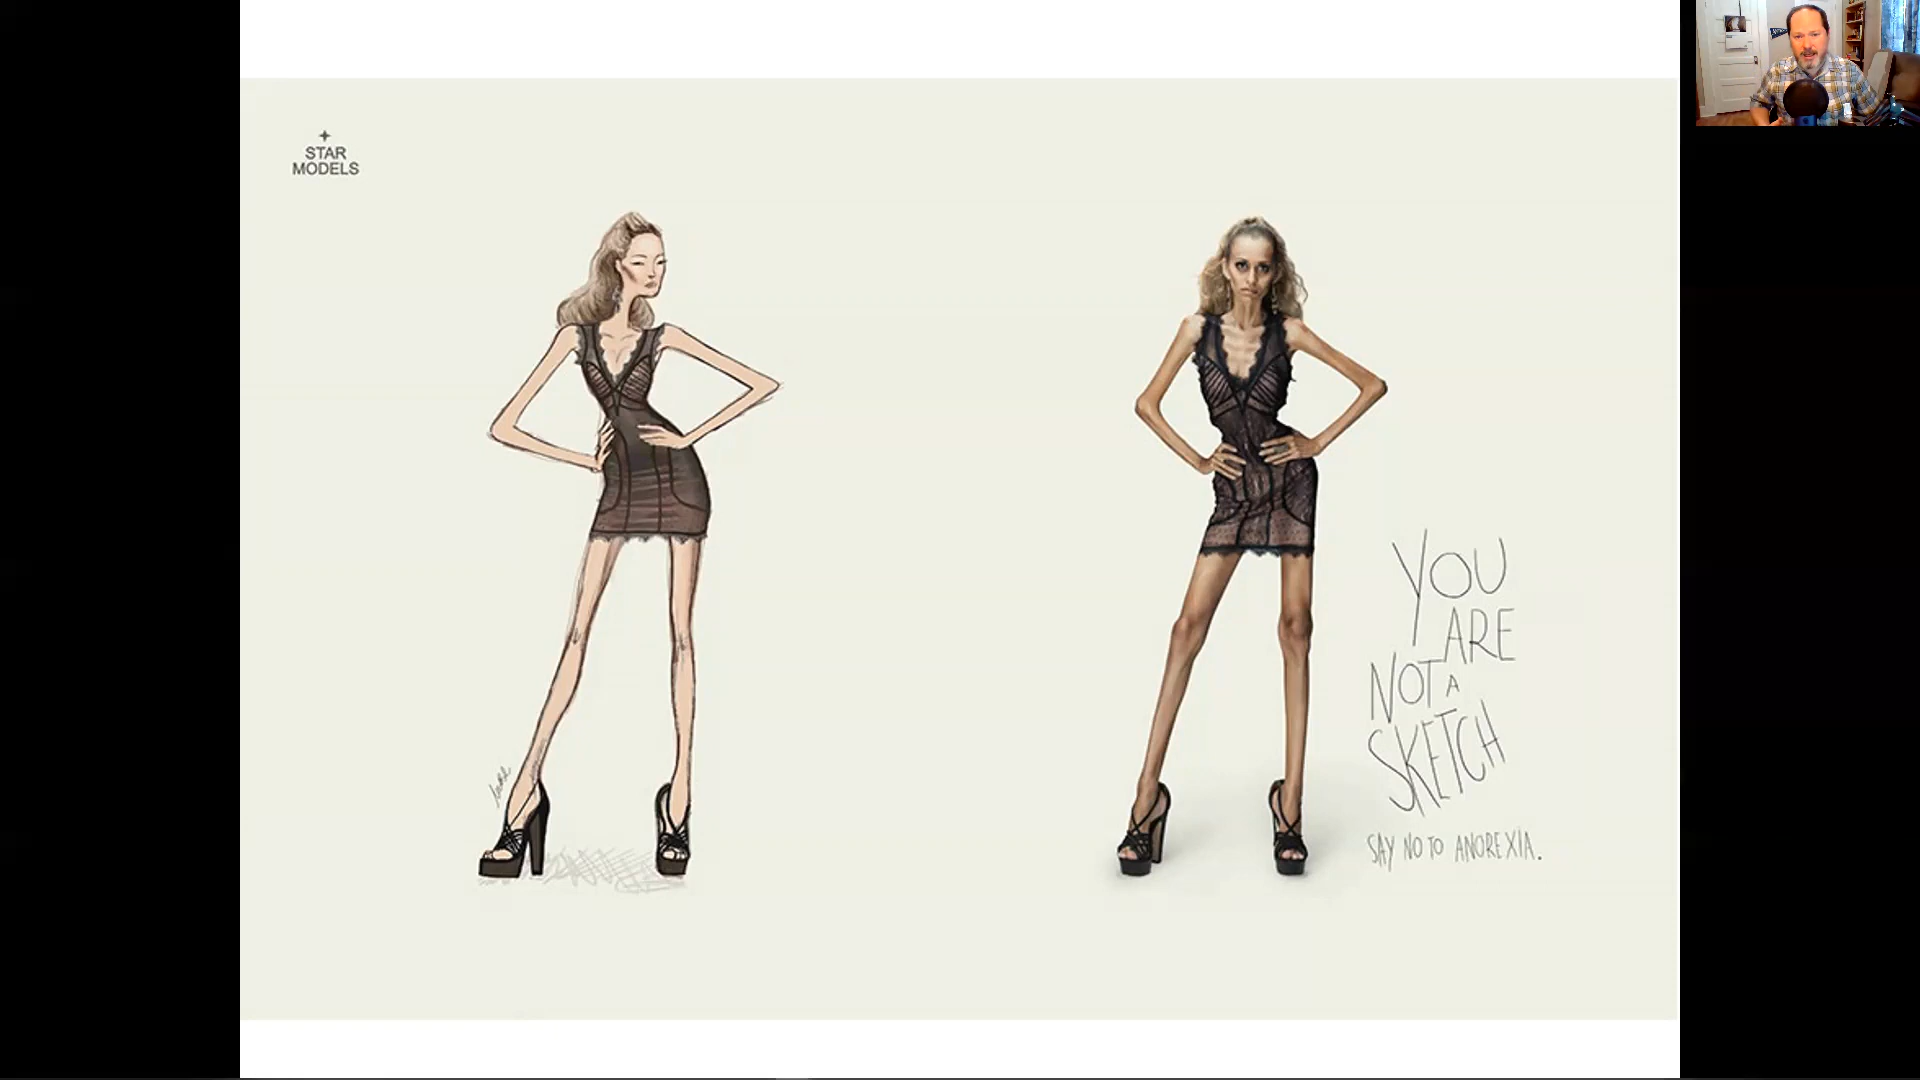 STAR
MODELS
YOU
ARE
NOT A
SKETCH
SAY NO TO ANOREXIA.